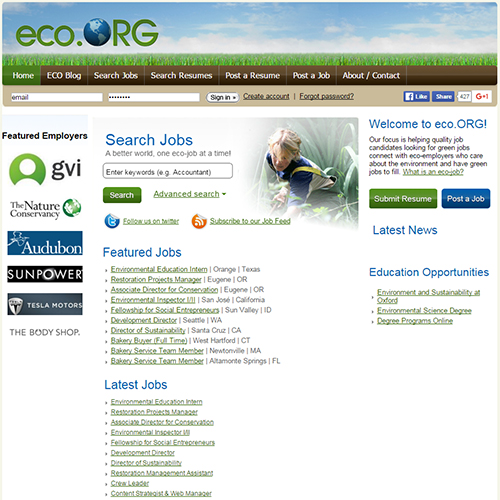 eco.ORG
Home ECO Blog Search Jobs Search Resumes Post a Resume Post a Job About / Contact
email ******** Sign in » Create account | Forgot password? Like Share 427 G+1
Featured Employers
gvi
The Nature Conservancy
Audubon
SUNPOWER
TESLA MOTORS
THE BODY SHOP.
Search Jobs
A better world, one eco-job at a time!
Enter keywords (e.g. Accountant)
Search Advanced search
Follow us on twitter Subscribe to our Job Feed
Featured Jobs
Environmental Education Intern | Orange | Texas
Restoration Projects Manager | Eugene | OR
Associate Director for Conservation | Eugene | OR
Environmental Inspector I/I | San José | California
Fellowship for Social Entrepreneurs | Sun Valley | ID
Development Director | Seattle | WA
Director of Sustainability | Santa Cruz | CA
Bakery Buyer (Full Time) | West Hartford | CT
Bakery Service Team Member | Newtonville | MA
Bakery Service Team Member | Altamonte Springs | FL
Latest Jobs
Environmental Education Intern
Restoration Projects Manager
Associate Director for Conservation
Environmental Inspector I/I
Fellowship for Social Entrepreneurs
Development Director
Director of Sustainability
Restoration Management Assistant
Crew Leader
Content Strategist & Web Manager
Welcome to eco.ORG!
Our focus is helping quality job
candidates looking for green jobs
connect with eco-employers who care
about the environment and have green
jobs to fill. What is an eco-job?
Submit Resume Post a Job
Latest News
Education Opportunities
Environment and Sustainability at
Oxford
Environmental Science Degree
Degree Programs Online